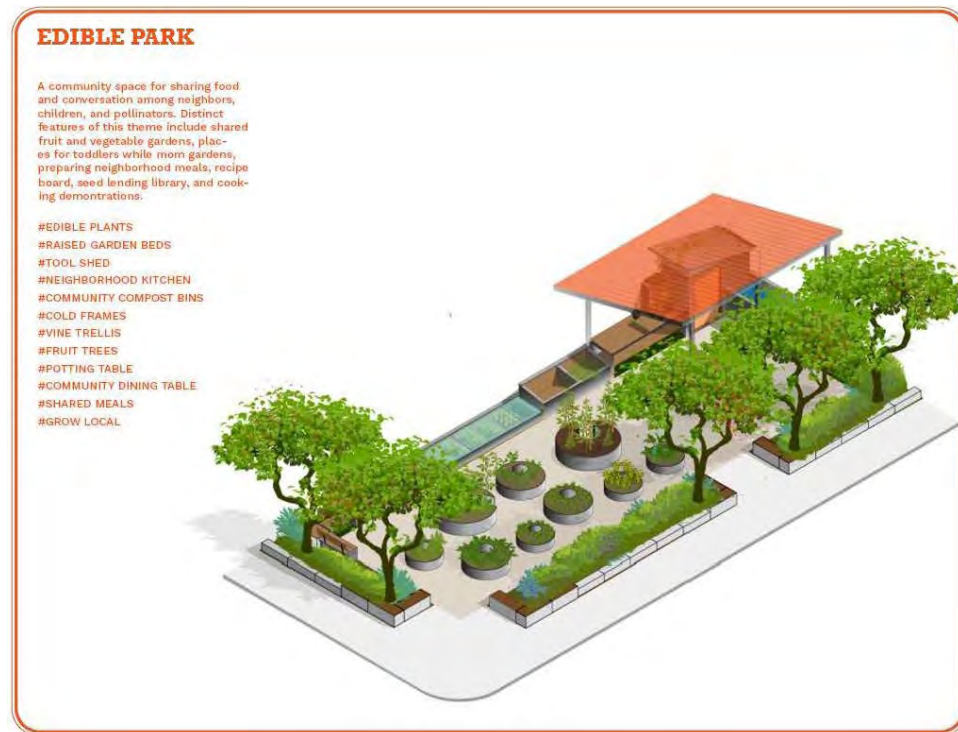 EDIBLE PARK
A community space for sharing food
and conversation among neighbors,
children, and pollinators. Distinct
features of this theme include shared
fruit and vegetable gardens, plac-
es for toddlers while mom gardens,
preparing neighborhood meals, recipe
board, seed lending library, and cook-
ing demontrations.
#EDIBLE PLANTS
#RAISED GARDEN BEDS
#TOOL SHED
#NEIGHBORHOOD KITCHEN
#COMMUNITY COMPOST BINS
#COLD FRAMES
#VINE TRELLIS
#FRUIT TREES
#POTTING TABLE
#COMMUNITY DINING TABLE
#SHARED MEALS
#GROW LOCAL